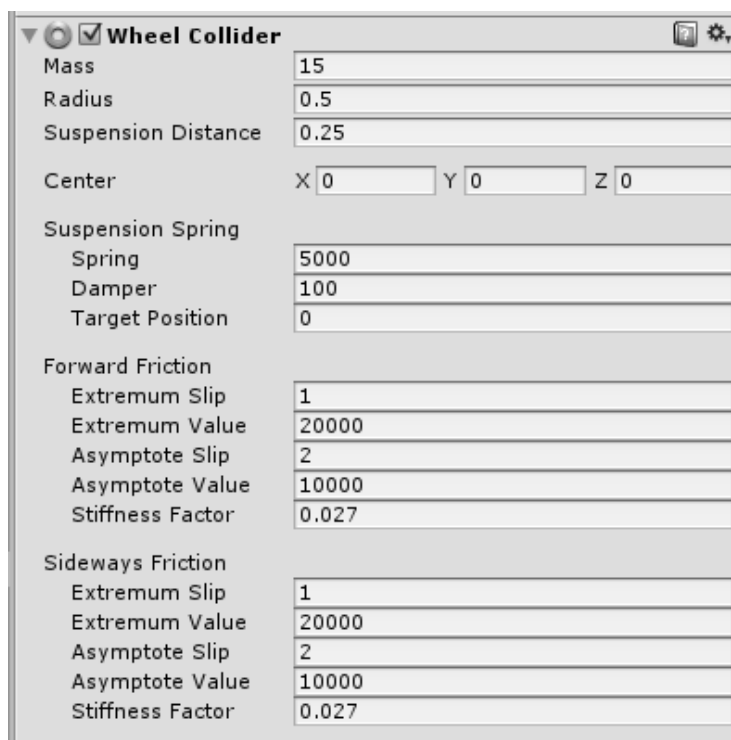 Wheel Collider
Mass 15
Radius 0.5
Suspension Distance 0.25
Center X 0 Y 0 Z 0
Suspension Spring
Spring 5000
Damper 100
Target Position 0
Forward Friction
Extremum Slip 1
Extremum Value 20000
Asymptote Slip 2
Asymptote Value 10000
Stiffness Factor 0.027
Sideways Friction
Extremum Slip 1
Extremum Value 20000
Asymptote Slip 2
Asymptote Value 10000
Stiffness Factor 0.027